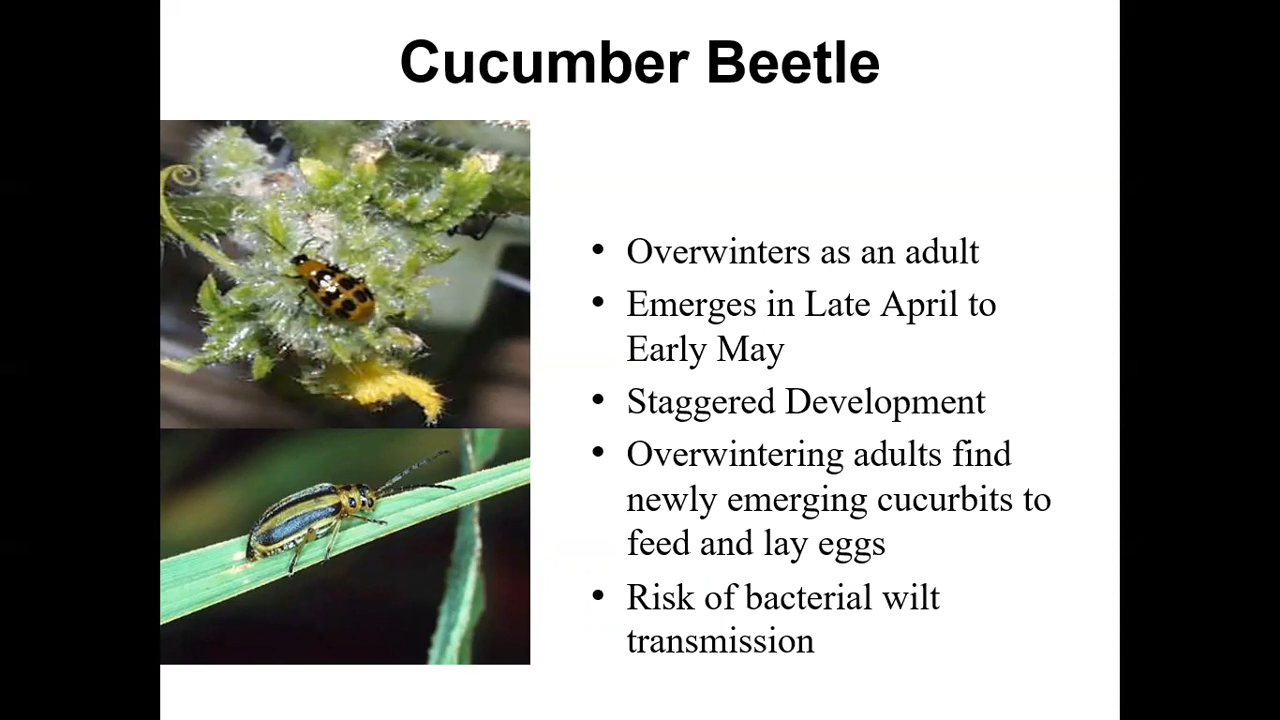 Cucumber Beetle
• Overwinters as an adult
• Emerges in Late April to
Early May
• Staggered Development
• Overwintering adults find
newly emerging cucurbits to
feed and lay eggs
• Risk of bacterial wilt
transmission